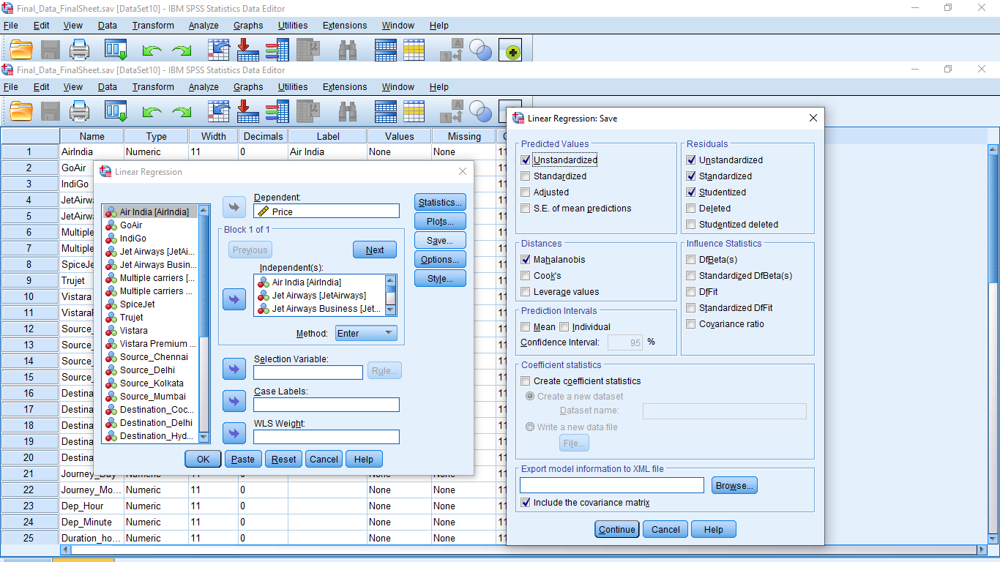 Final_Data_FinalSheet.sav [DataSet10] - IBM SPSS Statistics Data Editor
File Edit View Data Transform Analyze Graphs Utilities Extensions Window Help
Final_Data_FinalSheet.sav [DataSet10] - IBM SPSS Statistics Data Editor
File Edit View Data Transform Analyze Graphs Utilities Extensions Window Help
Name Type Width Decimals Label Values Missing
1 AirIndia Numeric 11 0 Air India None None 11
2 GoAir
3 IndiGo
4 JetAirwa
5 JetAirwa
6 Multiple
7 Multiple
8 SpiceJe
9 Trujet
10 Vistara
11 VistaraP
12 Source_
13 Source_
14 Source_
15 Source_
16 Destina
17 Destina
18 Destina
19 Destina
20 Destina
21 Journey_Day Numeric 11 0 None None 11
22 Journey_Mo... Numeric 11 0 None None 11
23 Dep_Hour Numeric 11 0 None None 11
24 Dep_Minute Numeric 11 0 None None 11
25 Duration_ho... Numeric 11 0 None None 11
Linear Regression
Air India [AirIndia]
GoAir
IndiGo
Jet Airways [JetAi...
Jet Airways Busin...
Multiple carriers [...
Multiple carriers ...
SpiceJet
Trujet
Vistara
Vistara Premium ...
Source_Chennai
Source_Delhi
Source_Kolkata
Source_Mumbai
Destination_Coc...
Destination_Delhi
Destination_Hyd...
Dependent:
Price
Block 1 of 1
Previous Next
Independent(s):
Air India [AirIndia]
Jet Airways [JetAirways]
Jet Airways Business [Jet...
Method: Enter
Selection Variable:
Rule...
Case Labels:
WLS Weight:
Statistics...
Plots...
Save...
Options...
Style...
OK Paste Reset Cancel Help
Linear Regression: Save
Predicted Values
Unstandardized
Standardized
Adjusted
S.E. of mean predictions
Residuals
Unstandardized
Standardized
Studentized
Deleted
Studentized deleted
Distances
Mahalanobis
Cook's
Leverage values
Influence Statistics
DfBeta(s)
Standardized DfBeta(s)
DfFit
Standardized DfFit
Covariance ratio
Prediction Intervals
Mean Individual
Confidence Interval: 95 %
Coefficient statistics
Create coefficient statistics
Create a new dataset
Dataset name:
Write a new data file
File...
Export model information to XML file
Browse...
Include the covariance matrix
Continue Cancel Help